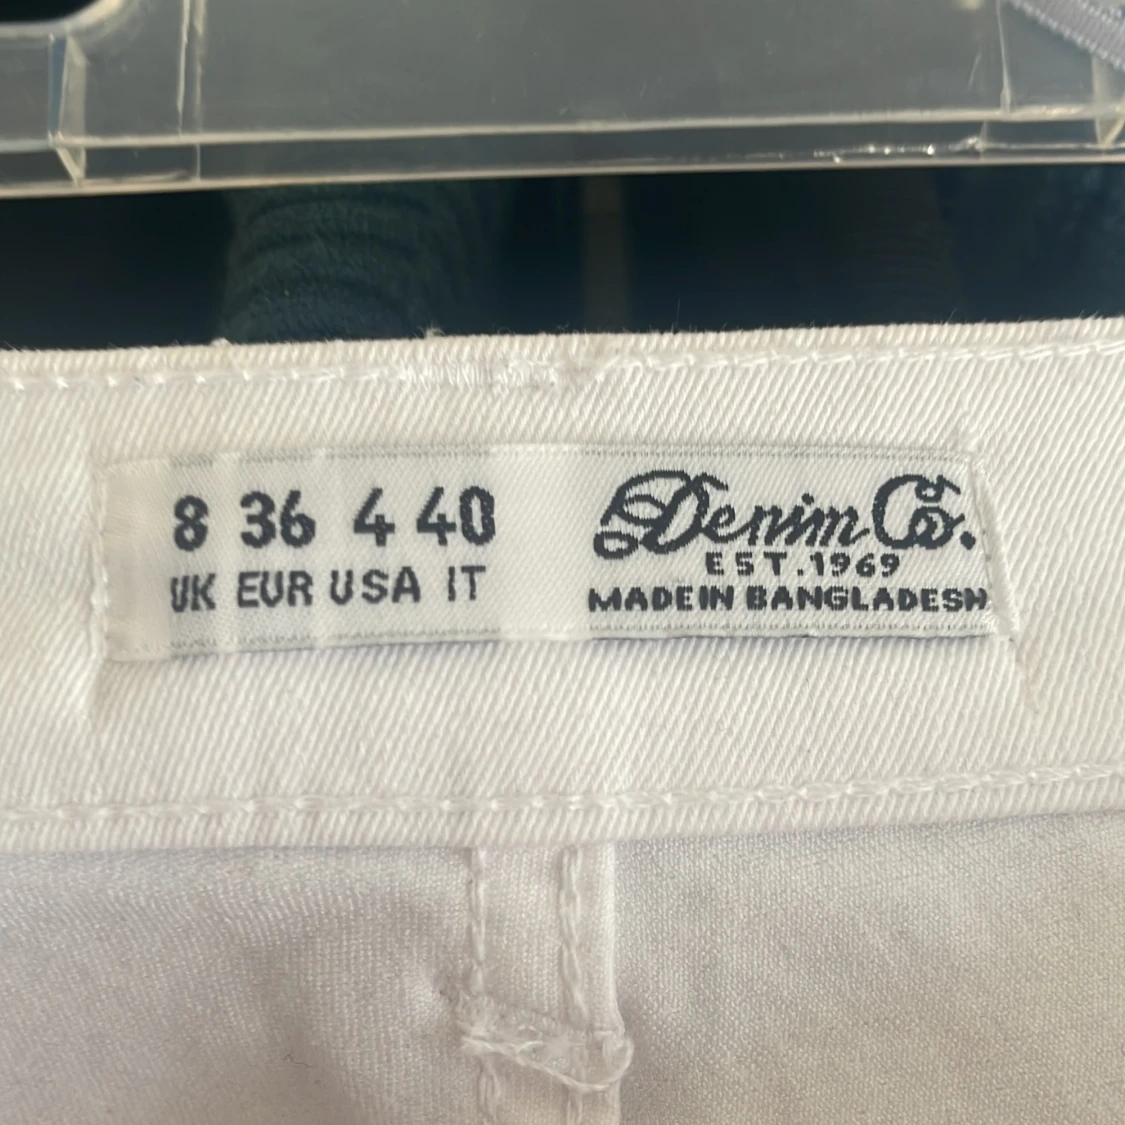 8 36 4 40
UK EUR USA IT
Denim Co.
EST.1969
MADE IN BANGLADESH